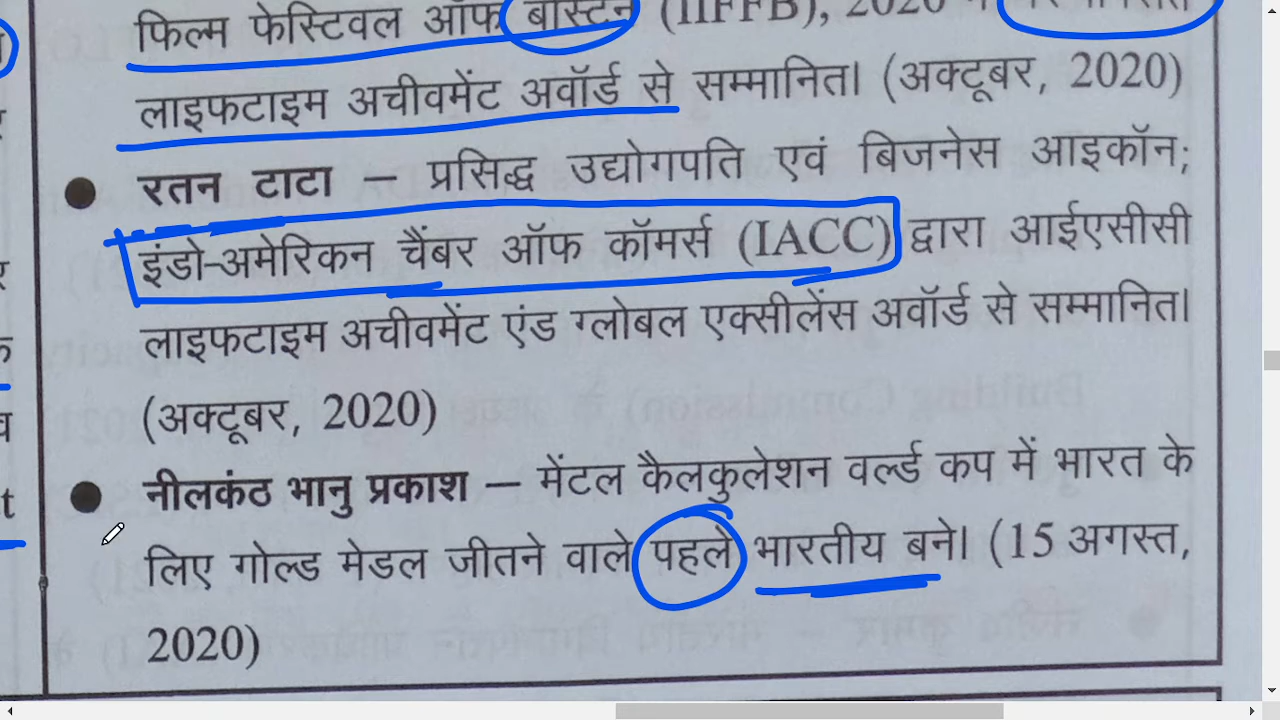 फिल्म फेस्टिवल ऑफ बोस्टन (IIFFB), 2020
लाइफटाइम अचीवमेंट अवॉर्ड से सम्मानित। (अक्टूबर, 2020)
● रतन टाटा – प्रसिद्ध उद्योगपति एवं बिजनेस आइकॉन;
इंडो-अमेरिकन चैंबर ऑफ कॉमर्स (IACC) द्वारा आईएसीसी
लाइफटाइम अचीवमेंट एंड ग्लोबल एक्सीलेंस अवॉर्ड से सम्मानित।
(अक्टूबर, 2020)
● नीलकंठ भानु प्रकाश – मेंटल कैलकुलेशन वर्ल्ड कप में भारत के
लिए गोल्ड मेडल जीतने वाले पहले भारतीय बने। (15 अगस्त,
2020)